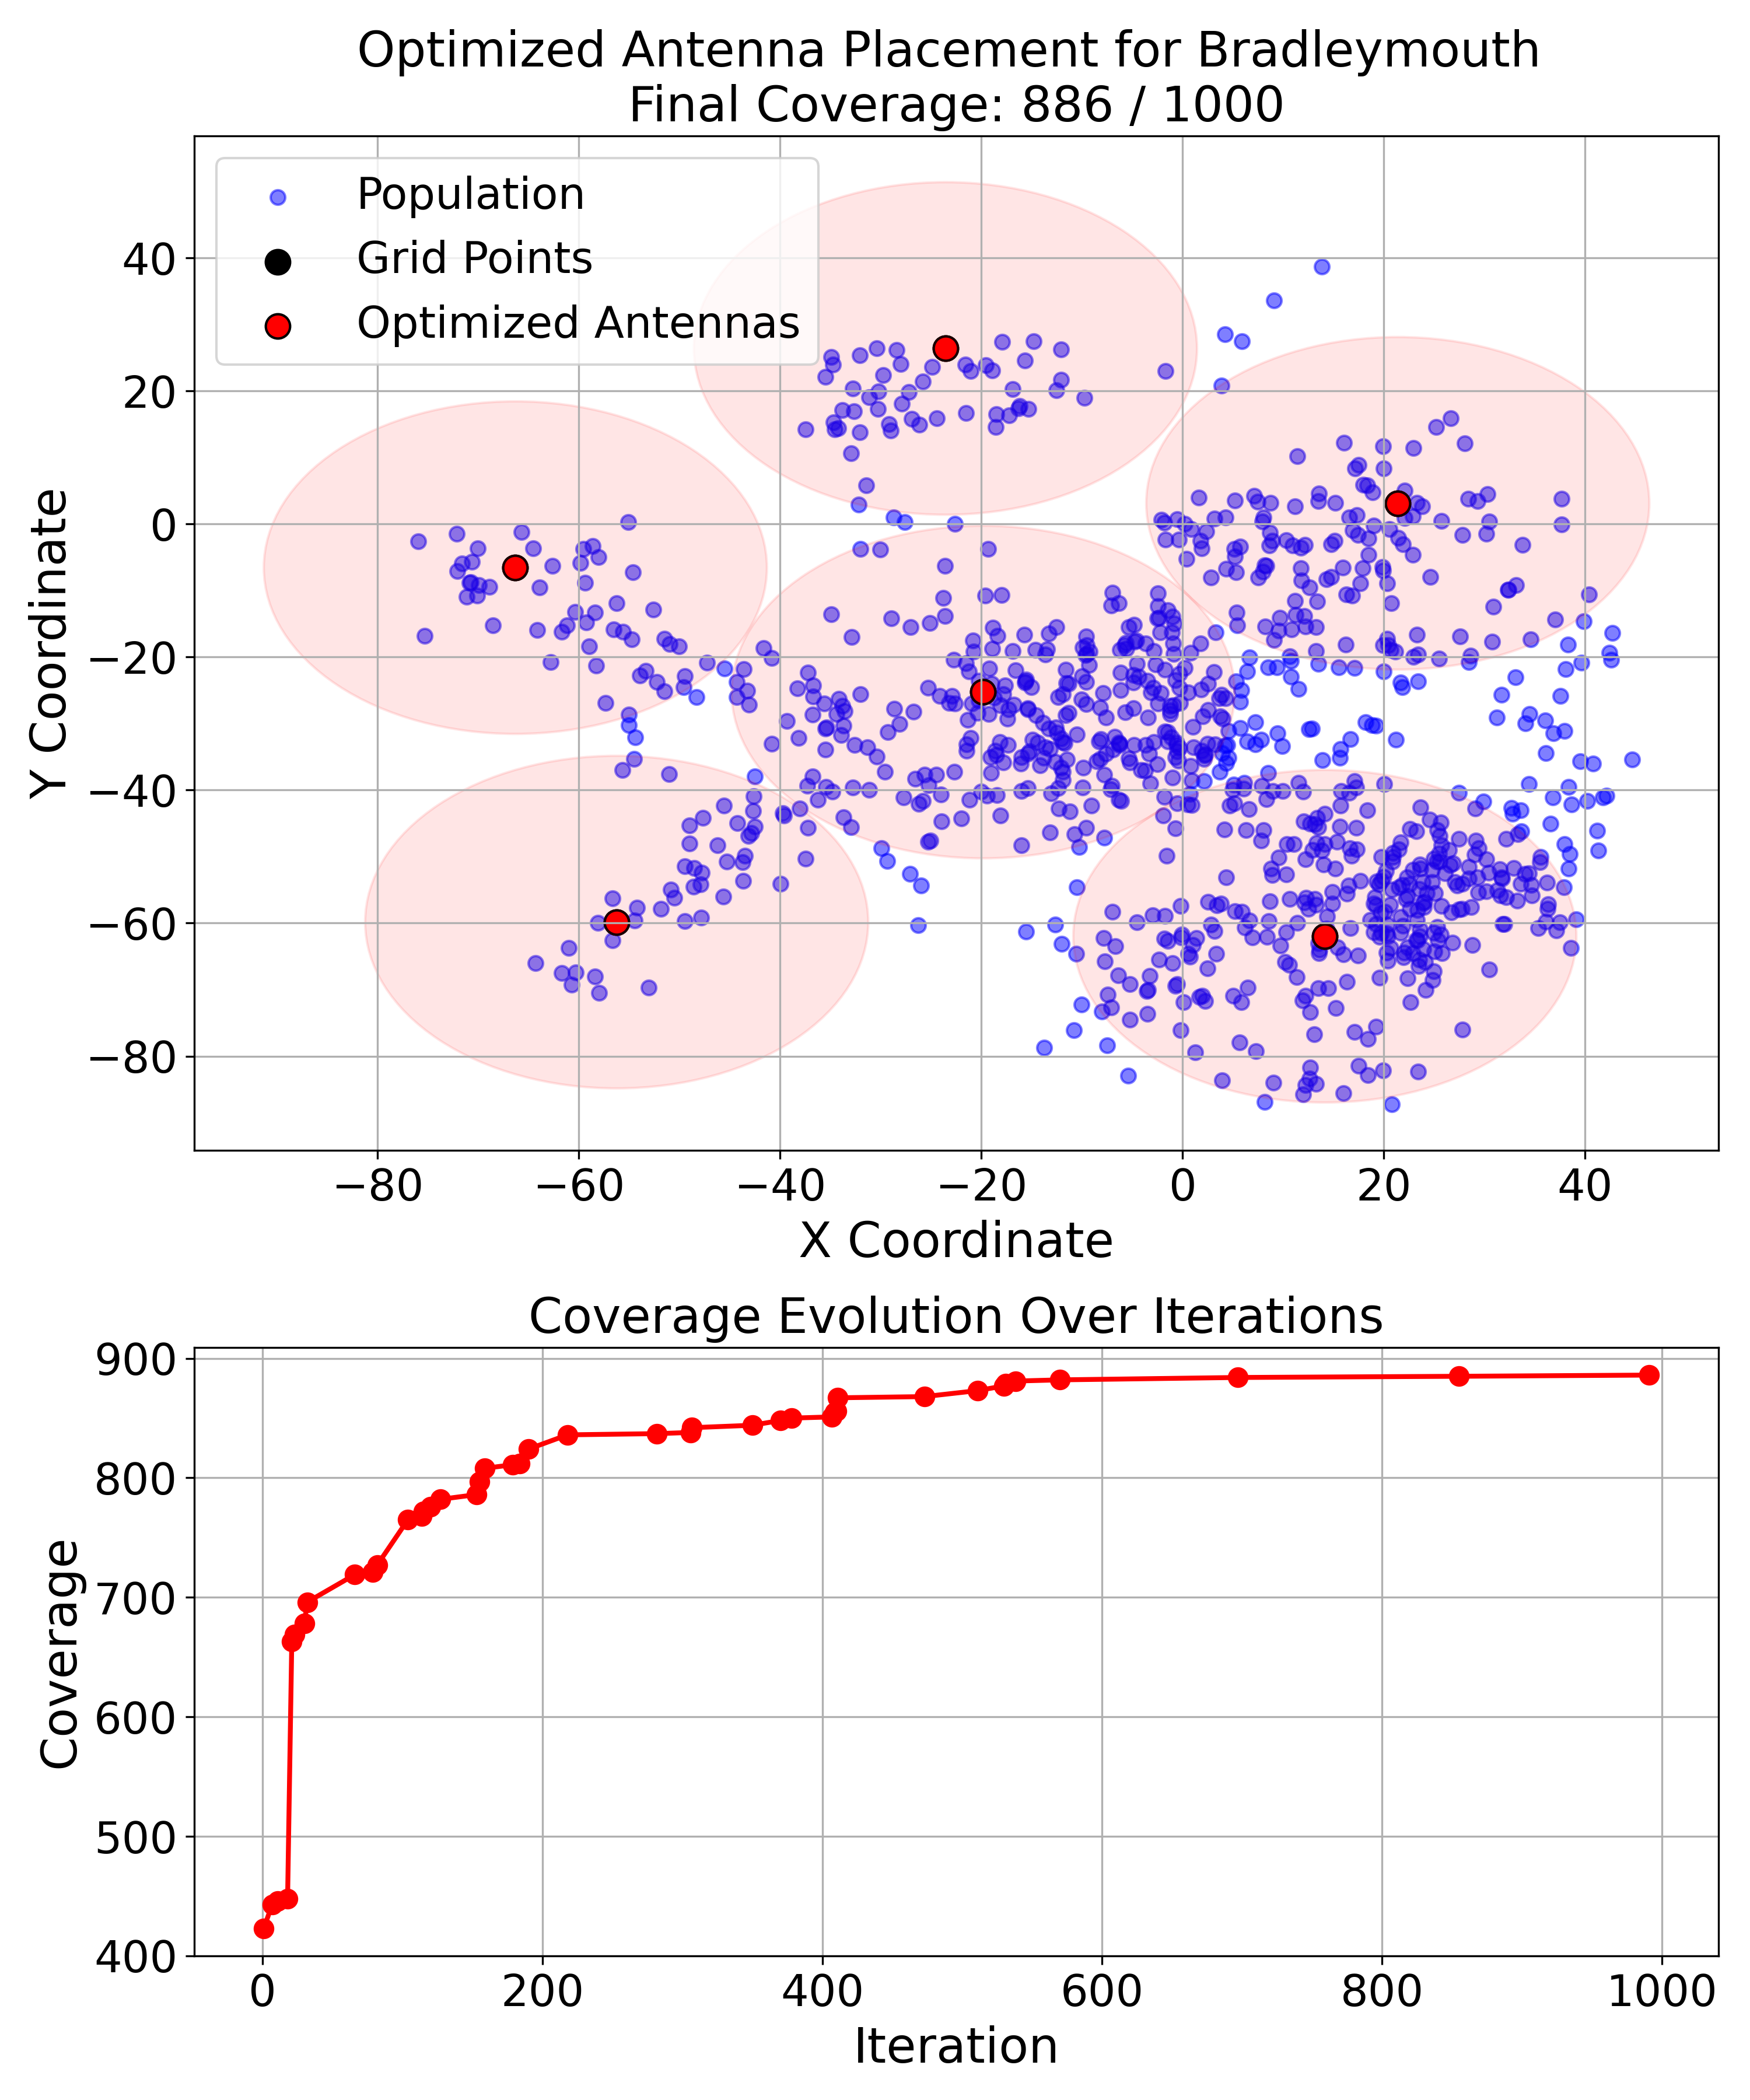 Optimized Antenna Placement for Bradleymouth
Final Coverage: 886 / 1000
Population
Grid Points
Optimized Antennas
40
20
0
−20
−40
−60
−80
Y Coordinate
−80 −60 −40 −20 0 20 40
X Coordinate
Coverage Evolution Over Iterations
900
800
700
600
500
400
Coverage
0 200 400 600 800 1000
Iteration